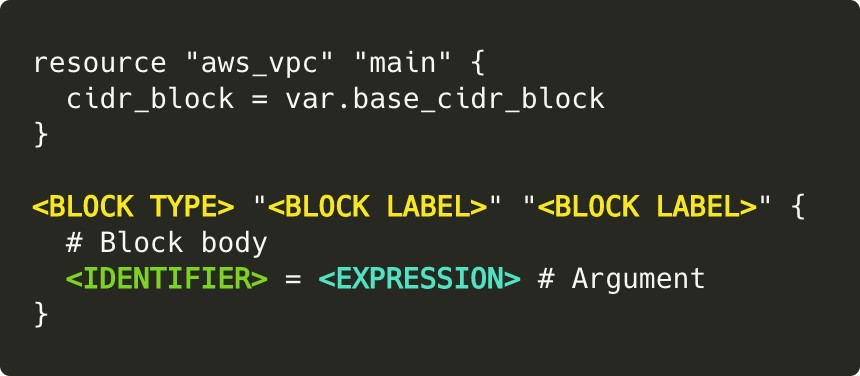 resource "aws_vpc" "main" {
  cidr_block = var.base_cidr_block
}

<BLOCK TYPE> "<BLOCK LABEL>" "<BLOCK LABEL>" {
  # Block body
  <IDENTIFIER> = <EXPRESSION> # Argument
}